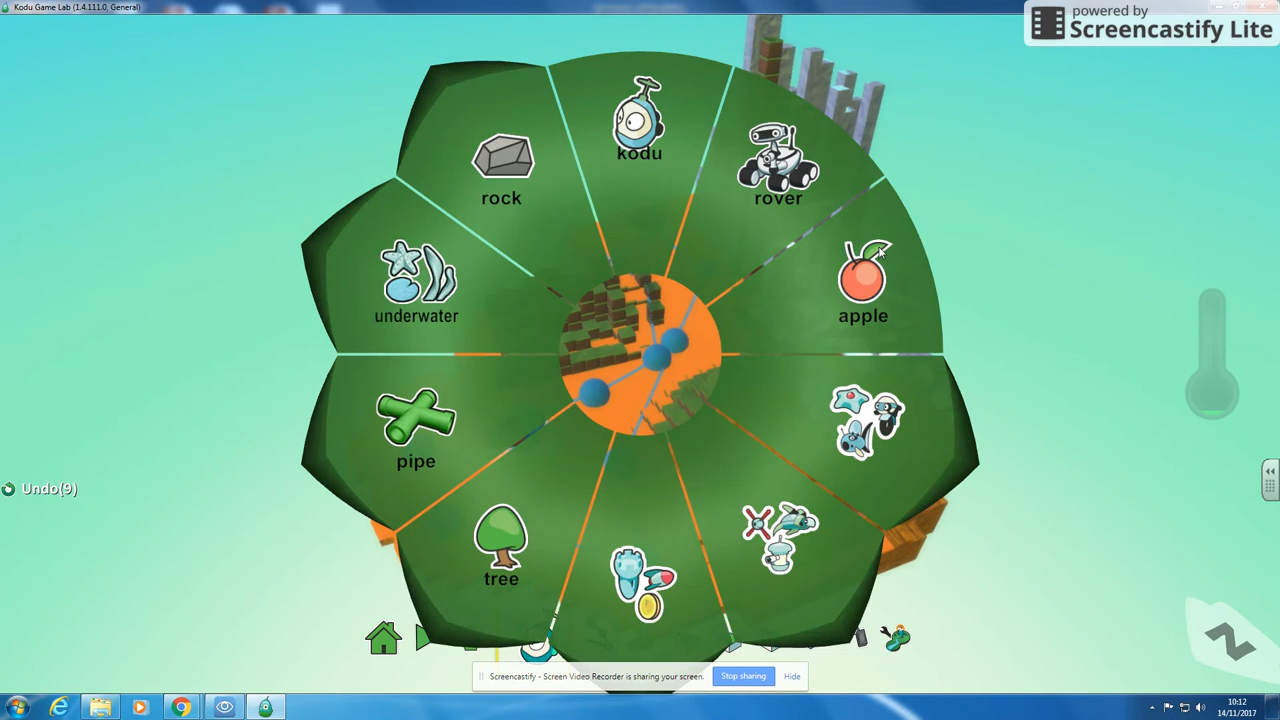 Kodu Game Lab (1.4.111.0, General)
powered by
Screencastify Lite
kodu
rock
rover
underwater
apple
pipe
Undo(9)
tree
Screencastify - Screen Video Recorder is sharing your screen.
Stop sharing
Hide
10:12
14/11/2017